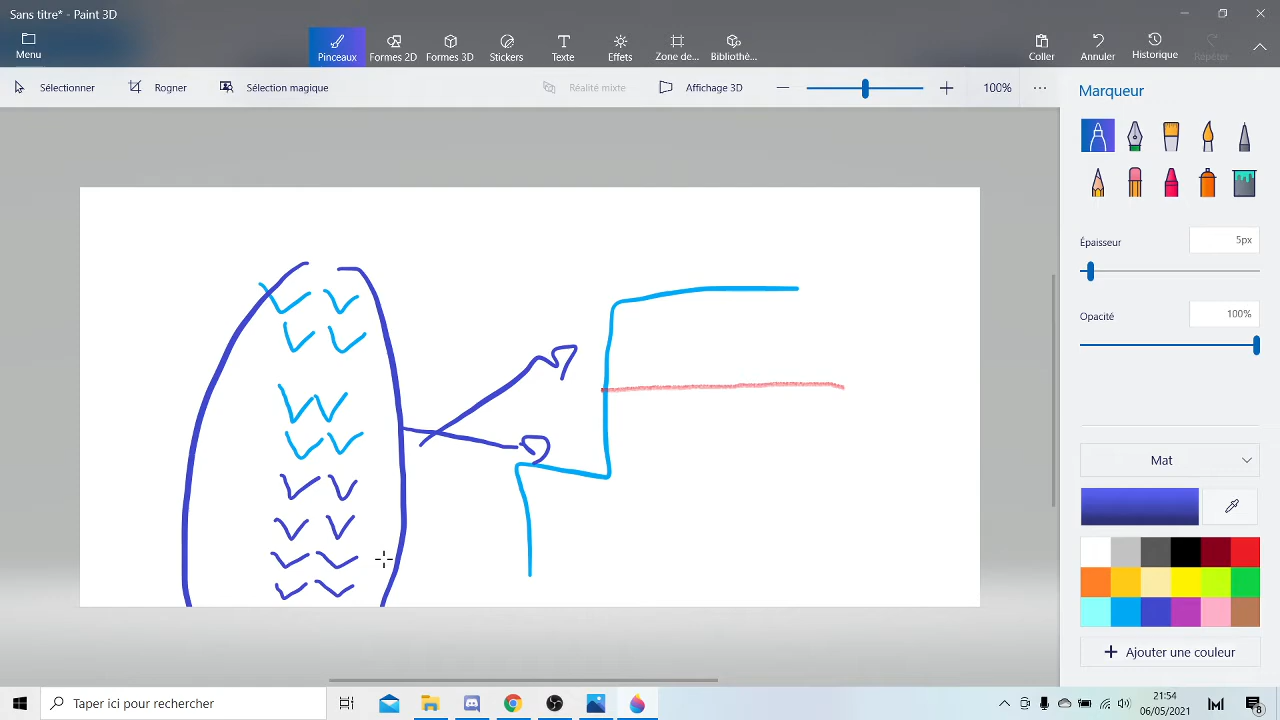 Sans titre* - Paint 3D
Menu
Pinceaux
Formes 2D
Formes 3D
Stickers
Texte
Effets
Zone de...
Bibliothè...
Coller
Annuler
Historique
Répéter
Sélectionner
Rogner
Sélection magique
Réalité mixte
Affichage 3D
100%
Marqueur
Épaisseur
5px
Opacité
100%
Mat
Ajouter une couleur
Taper ici pour rechercher
21:54
06/05/2021
8